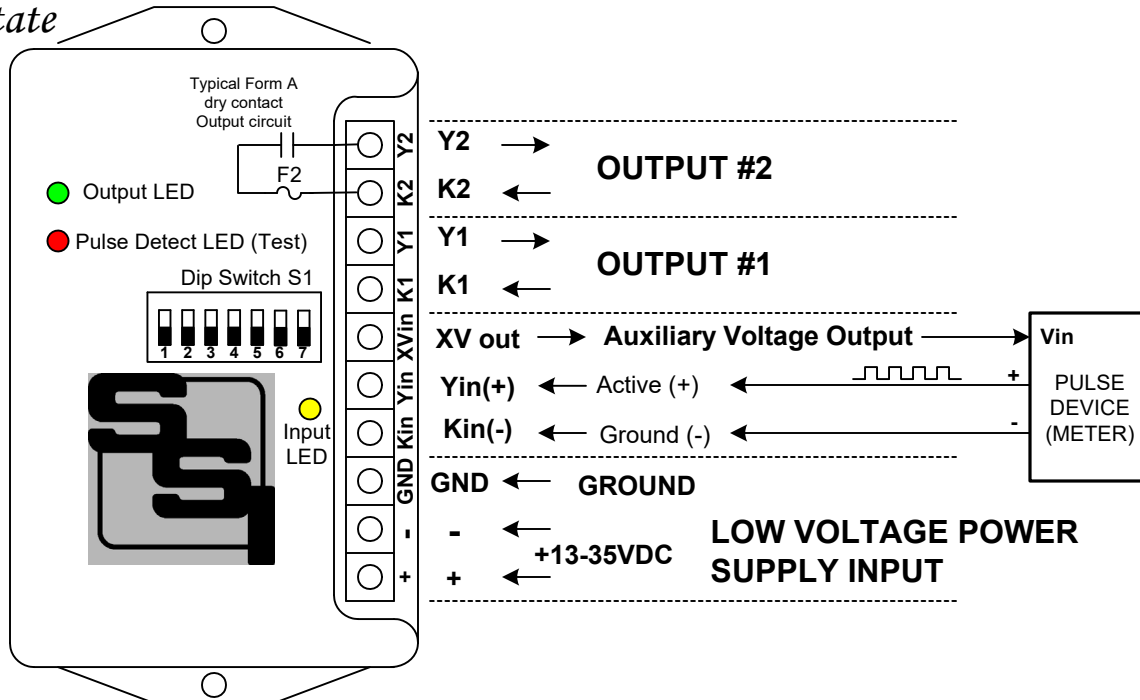 tate
Typical Form A
dry contact
Output circuit
F2
Output LED
Pulse Detect LED (Test)
Dip Switch S1
1 2 3 4 5 6 7
SSI
Input
LED
Y2
K2
Y1
K1
XVin
Yin
Kin
GND
-
+
Y2
K2
OUTPUT #2
Y1
K1
OUTPUT #1
XV out
Auxiliary Voltage Output
Vin
Yin(+)
Active (+)
+
Kin(-)
Ground (-)
-
PULSE
DEVICE
(METER)
GND
GROUND
-
+13-35VDC
+
LOW VOLTAGE POWER
SUPPLY INPUT